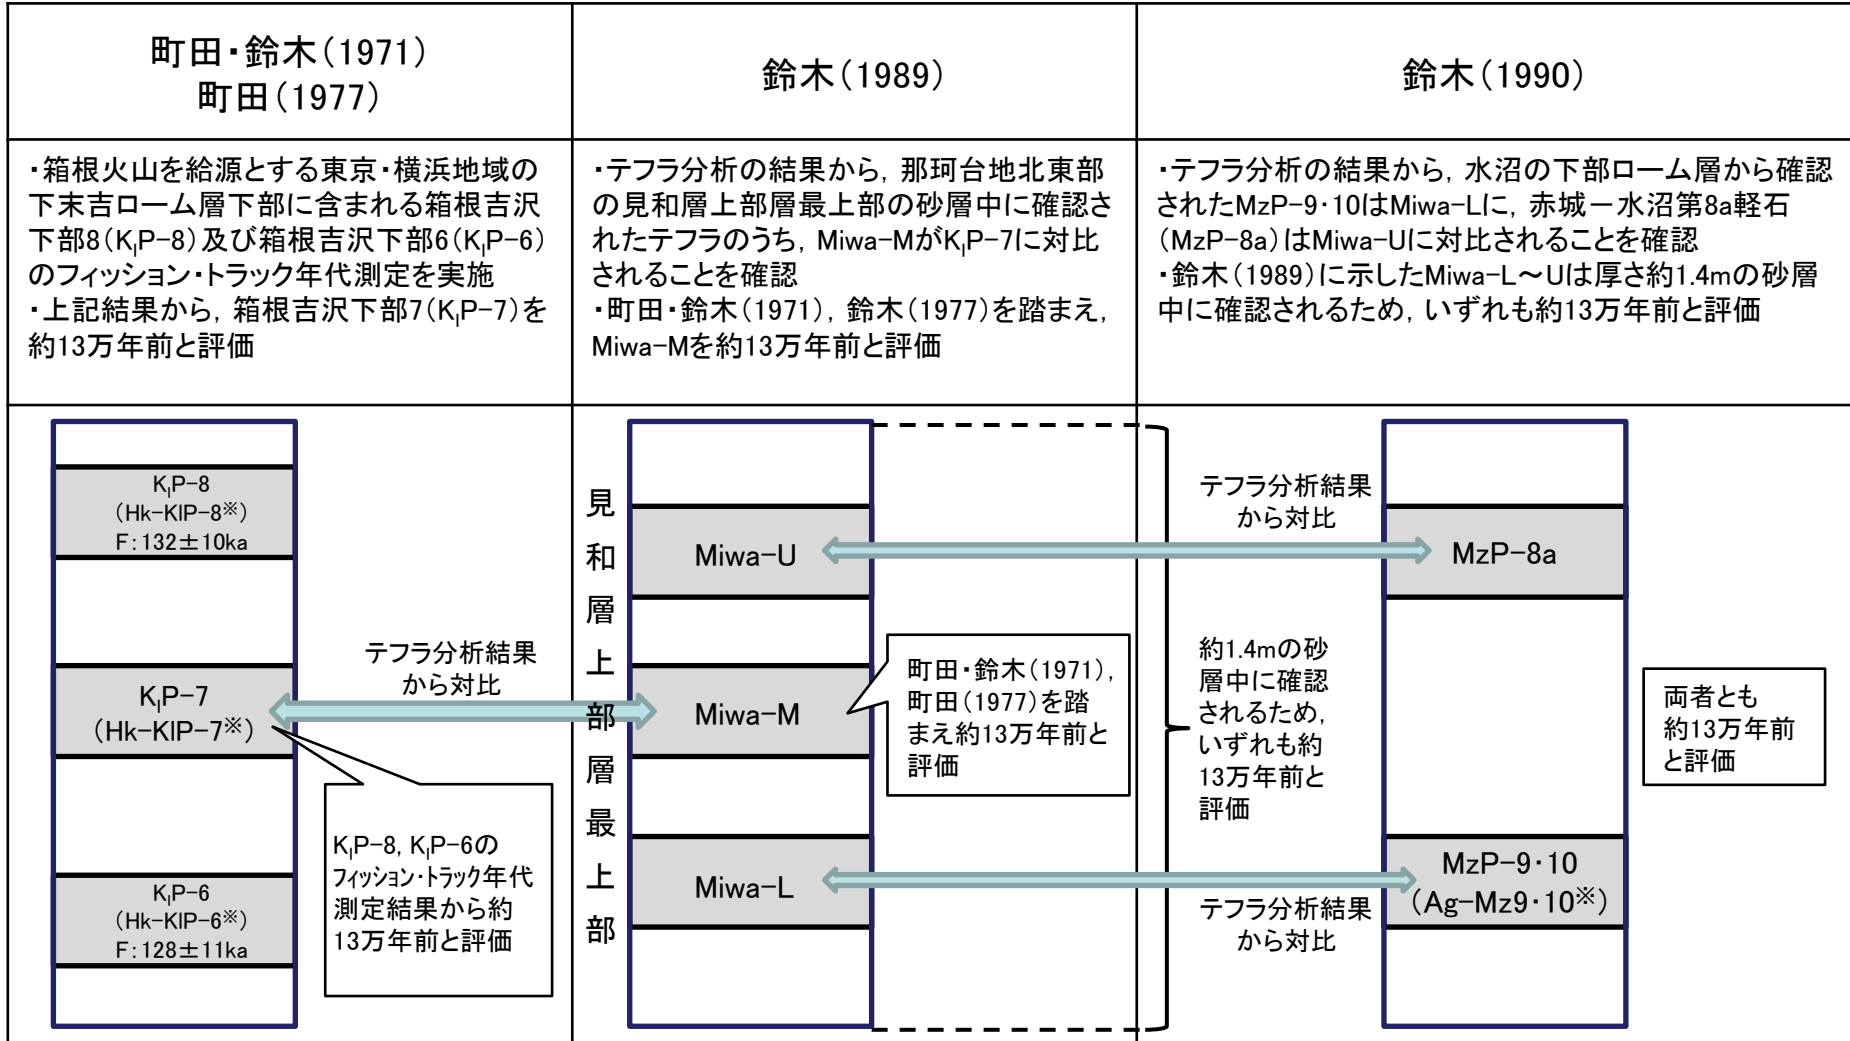 町田・鈴木(1971)
町田(1977)
鈴木(1989)
鈴木(1990)
・箱根火山を給源とする東京・横浜地域の
下末吉ローム層下部に含まれる箱根吉沢
下部8(KlP-8)及び箱根吉沢下部6(KlP-6)
のフィッション・トラック年代測定を実施
・上記結果から,箱根吉沢下部7(KlP-7)を
約13万年前と評価
・テフラ分析の結果から,那珂台地北東部
の見和層上部層最上部の砂層中に確認さ
れたテフラのうち,Miwa-MがKlP-7に対比
されることを確認
・町田・鈴木(1971),鈴木(1977)を踏まえ,
Miwa-Mを約13万年前と評価
・テフラ分析の結果から,水沼の下部ローム層から確認
されたMzP-9・10はMiwa-Lに,赤城-水沼第8a軽石
(MzP-8a)はMiwa-Uに対比されることを確認
・鈴木(1989)に示したMiwa-L~Uは厚さ約1.4mの砂層
中に確認されるため,いずれも約13万年前と評価
KlP-8
(Hk-KlP-8※)
F:132±10ka
KlP-7
(Hk-KlP-7※)
KlP-6
(Hk-KlP-6※)
F:128±11ka
テフラ分析結果
から対比
KlP-8, KlP-6の
フィッション・トラック年代
測定結果から約
13万年前と評価
見和層上部層最上部
Miwa-U
Miwa-M
Miwa-L
町田・鈴木(1971),
町田(1977)を踏
まえ約13万年前と
評価
約1.4mの砂
層中に確認
されるため,
いずれも約
13万年前と
評価
テフラ分析結果
から対比
テフラ分析結果
から対比
MzP-8a
MzP-9・10
(Ag-Mz9・10※)
両者とも
約13万年前
と評価